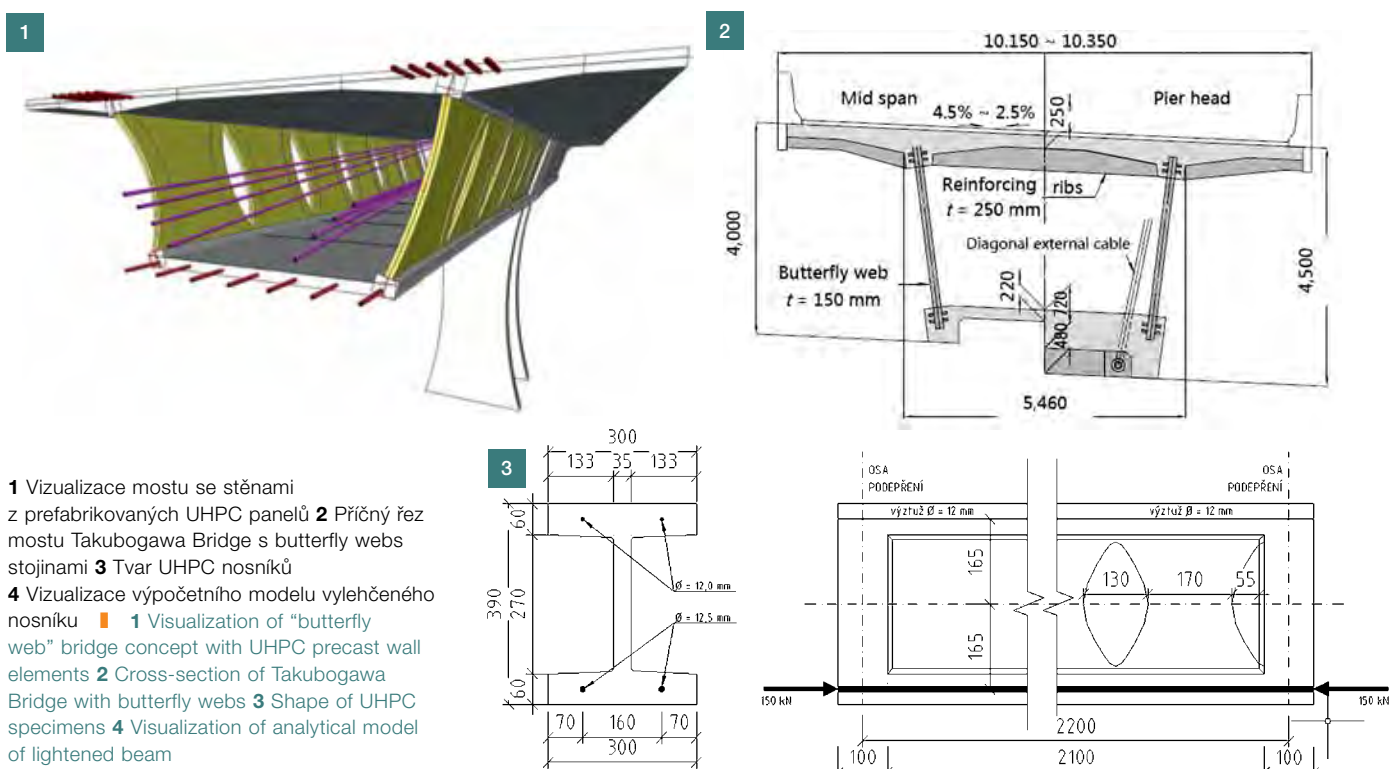 1
2
10.150 ~ 10.350
Mid span
Pier head
4.5% ~ 2.5%
250
Reinforcing ribs
t = 250 mm
Diagonal external cable
4,000
4,500
Butterfly web
t = 150 mm
220
720
480
5,460
1 Vizualizace mostu se stěnami
z prefabrikovaných UHPC panelů 2 Příčný řez
mostu Takubogawa Bridge s butterfly webs
stojinami 3 Tvar UHPC nosníků
4 Vizualizace výpočetního modelu vylehčeného
nosníku 1 Visualization of “butterfly
web” bridge concept with UHPC precast wall
elements 2 Cross-section of Takubogawa
Bridge with butterfly webs 3 Shape of UHPC
specimens 4 Visualization of analytical model
of lightened beam
3
300
133 35 133
60
390
270
60
Ø = 12,0 mm
Ø = 12,5 mm
70 160 70
300
OSA
PODEPŘENÍ
OSA
PODEPŘENÍ
výztuž Ø = 12 mm
výztuž Ø = 12 mm
165
165
130 170 55
150 kN
150 kN
2200
100 2100 100